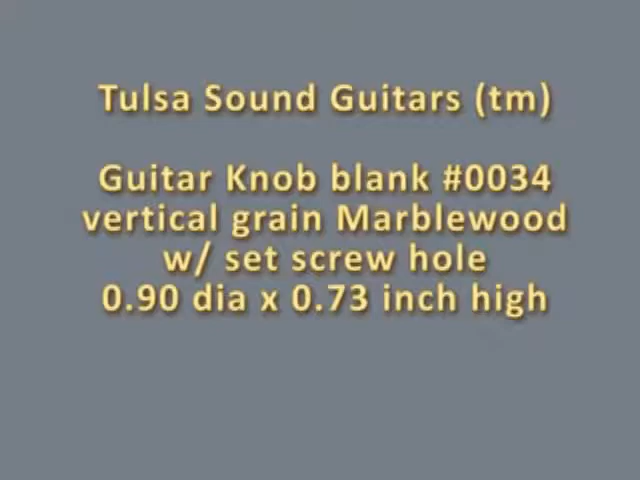 Tulsa Sound Guitars (tm)
Guitar Knob blank #0034
vertical grain Marblewood
w/ set screw hole
0.90 dia x 0.73 inch high